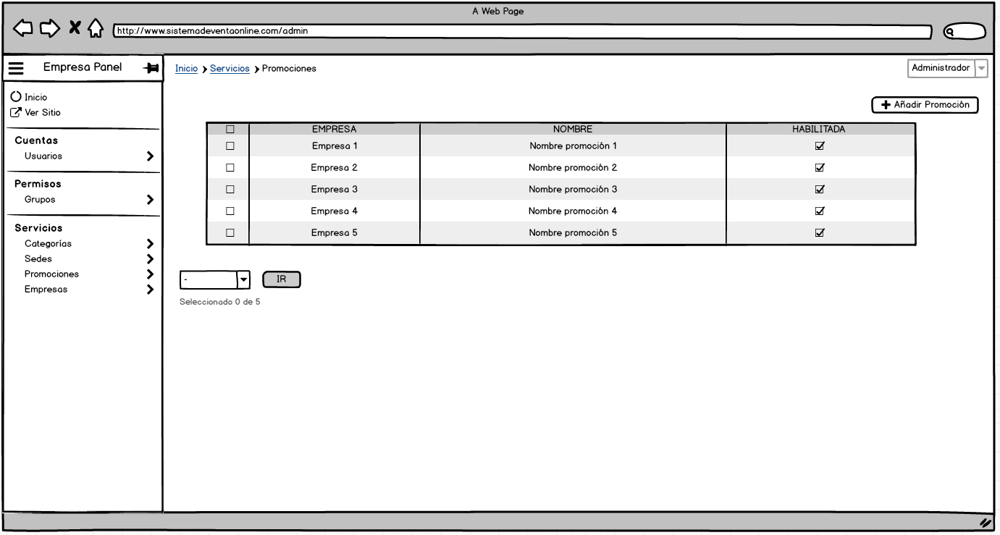 A Web Page
http://www.sistemadeventaonline.com/admin
Empresa Panel
Inicio Servicios Promociones
Administrador
Inicio
Ver Sitio
Añadir Promoción
Cuentas
Usuarios
Permisos
Grupos
Servicios
Categorías
Sedes
Promociones
Empresas
EMPRESA NOMBRE HABILITADA
Empresa 1 Nombre promoción 1
Empresa 2 Nombre promoción 2
Empresa 3 Nombre promoción 3
Empresa 4 Nombre promoción 4
Empresa 5 Nombre promoción 5
- IR
Seleccionado 0 de 5